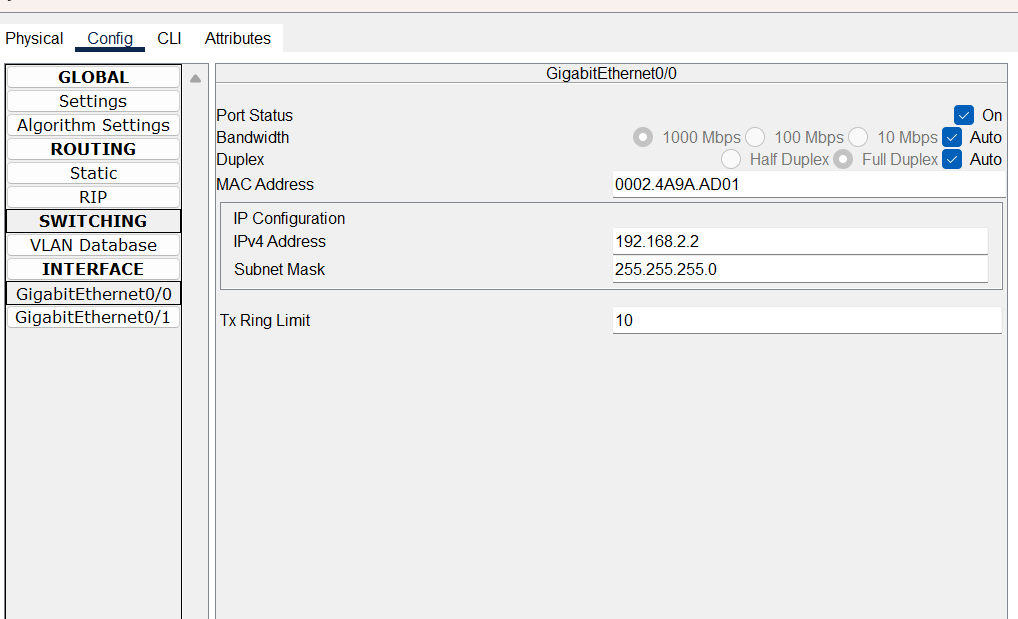 Physical Config CLI Attributes
GLOBAL
Settings
Algorithm Settings
ROUTING
Static
RIP
SWITCHING
VLAN Database
INTERFACE
GigabitEthernet0/0
GigabitEthernet0/1
GigabitEthernet0/0
Port Status On
Bandwidth 1000 Mbps 100 Mbps 10 Mbps Auto
Duplex Half Duplex Full Duplex Auto
MAC Address 0002.4A9A.AD01
IP Configuration
IPv4 Address 192.168.2.2
Subnet Mask 255.255.255.0
Tx Ring Limit 10